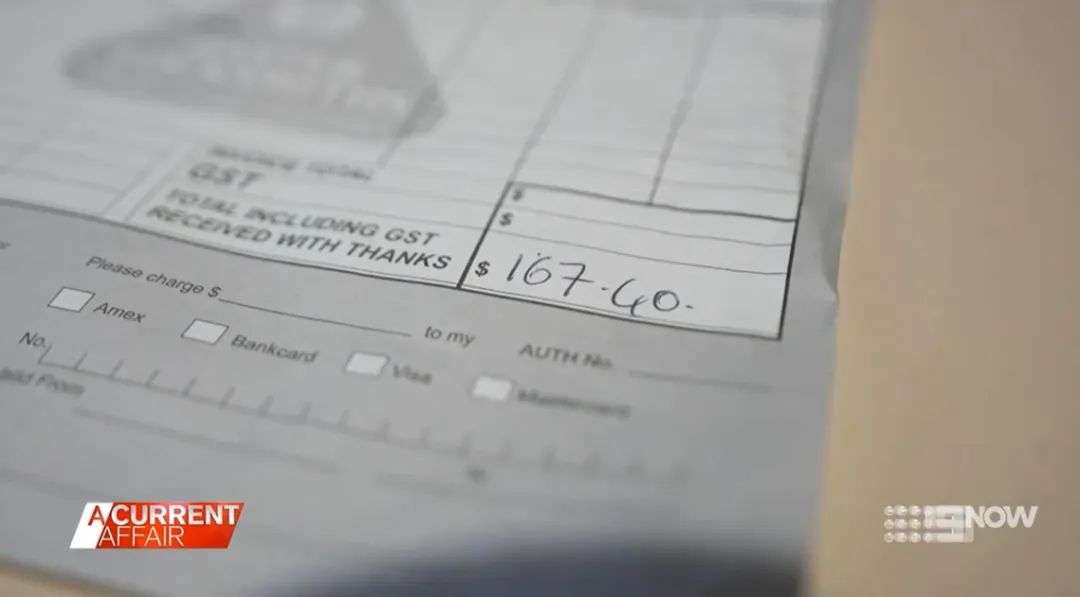 GST
$
$
TOTAL INCLUDING GST
RECEIVED WITH THANKS $ 167.40.
Please charge $ to my AUTH No.
Amex Bankcard Visa Mastercard
No.
A CURRENT
AFFAIR
9NOW